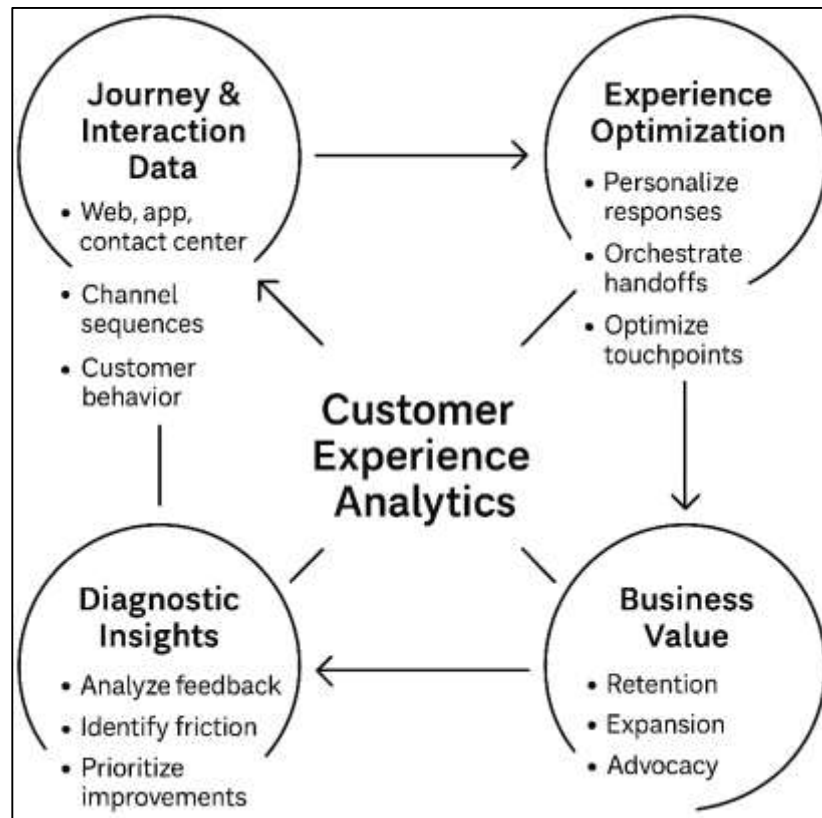 Journey &
Interaction
Data
• Web, app,
contact center
• Channel
sequences
• Customer
behavior
Experience
Optimization
• Personalize
responses
• Orchestrate
handoffs
• Optimize
touchpoints
Customer
Experience
Analytics
Diagnostic
Insights
• Analyze feedback
• Identify friction
• Prioritize
improvements
Business
Value
• Retention
• Expansion
• Advocacy